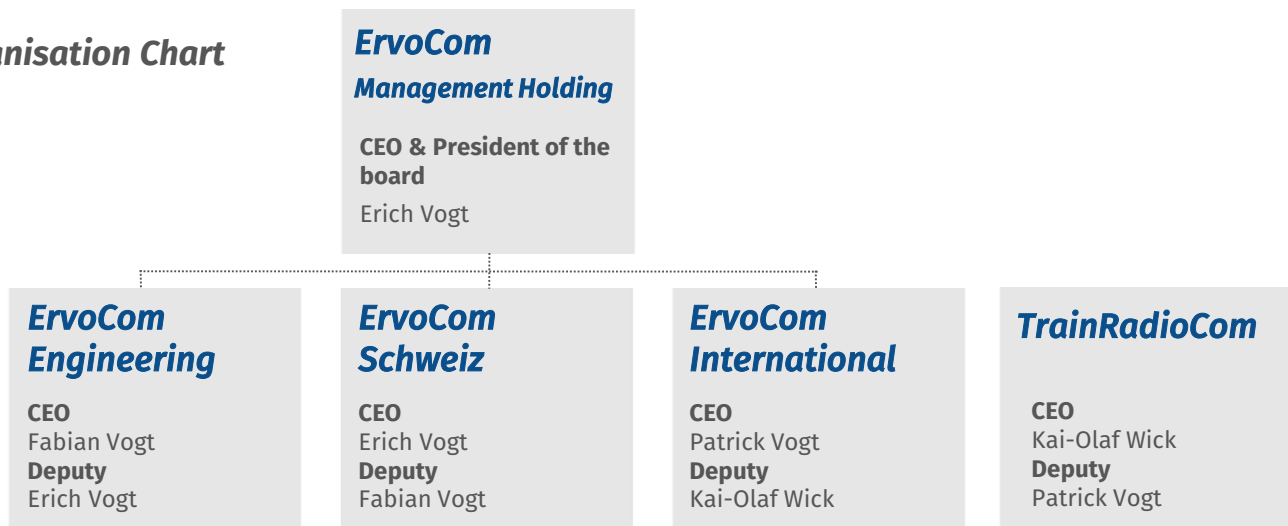 anisation Chart
ErvoCom
Management Holding
CEO & President of the
board
Erich Vogt
ErvoCom
Engineering
CEO
Fabian Vogt
Deputy
Erich Vogt
ErvoCom
Schweiz
CEO
Erich Vogt
Deputy
Fabian Vogt
ErvoCom
International
CEO
Patrick Vogt
Deputy
Kai-Olaf Wick
TrainRadioCom
CEO
Kai-Olaf Wick
Deputy
Patrick Vogt